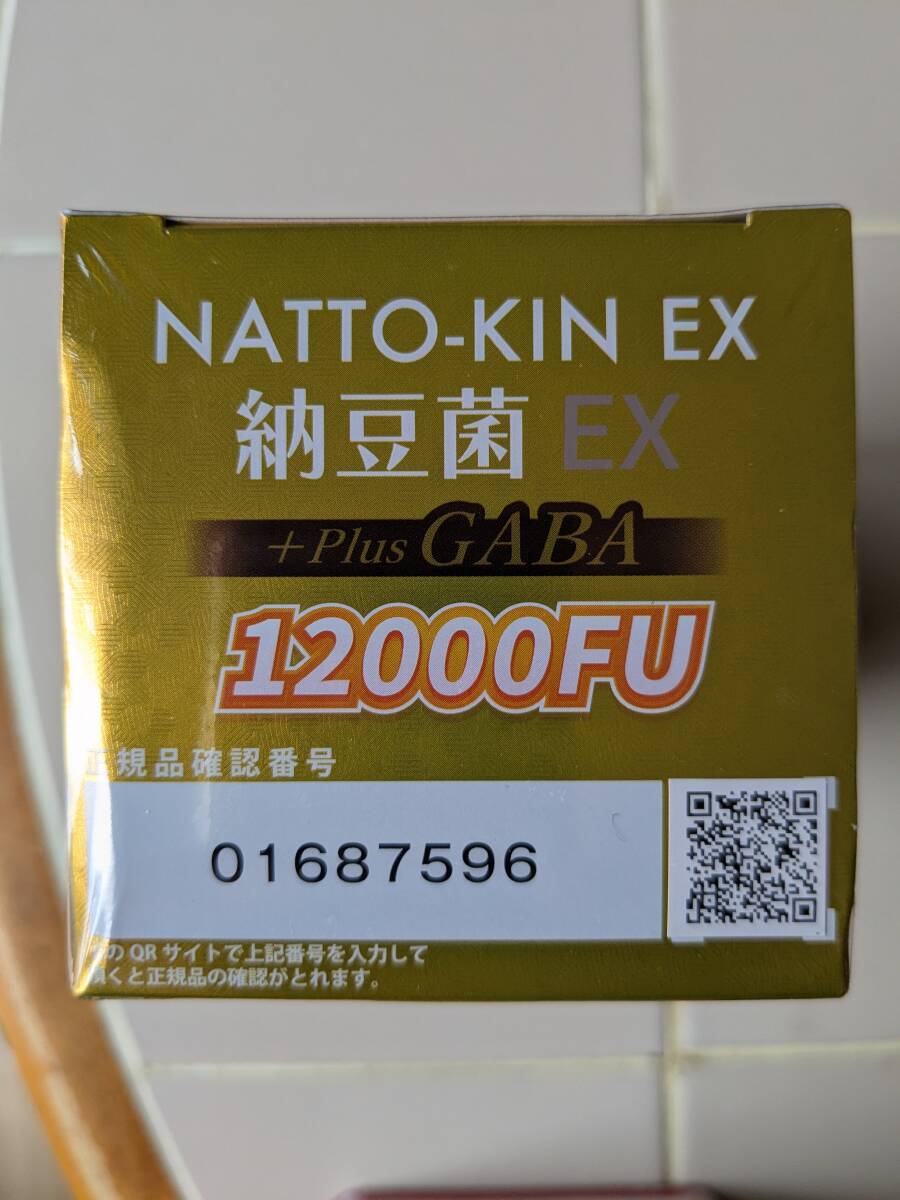 NATTO-KIN EX
納豆菌 EX
+Plus GABA
12000FU
正規品確認番号
01687596
このQRサイトで上記番号を入力して
頂くと正規品の確認がとれます。